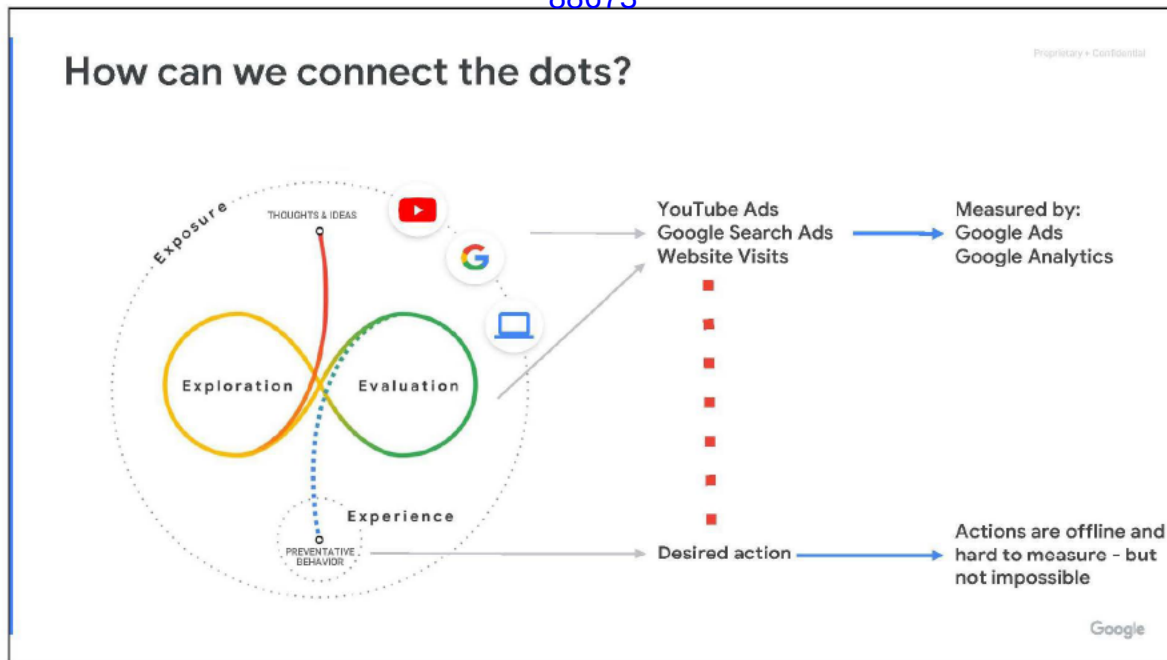 How can we connect the dots?
Proprietary + Confidential
Exposure
THOUGHTS & IDEAS
Exploration
Evaluation
Experience
PREVENTATIVE
BEHAVIOR
YouTube Ads
Google Search Ads
Website Visits
Measured by:
Google Ads
Google Analytics
Desired action
Actions are offline and
hard to measure - but
not impossible
Google